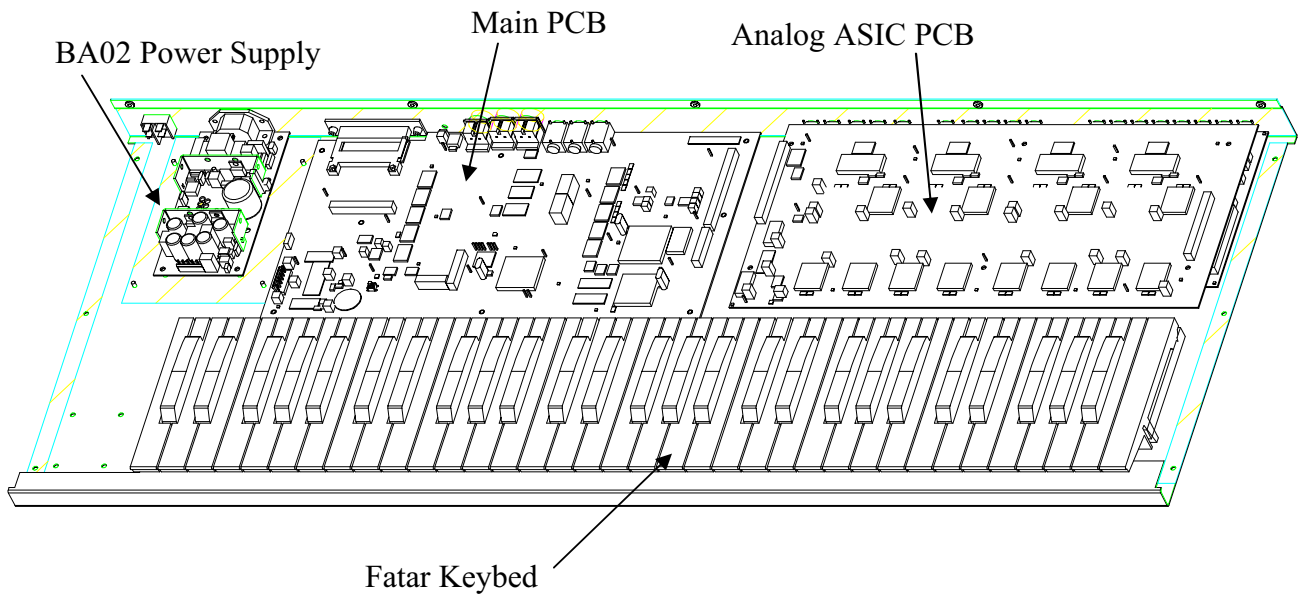 Main PCB
Analog ASIC PCB
BA02 Power Supply
Fatar Keybed